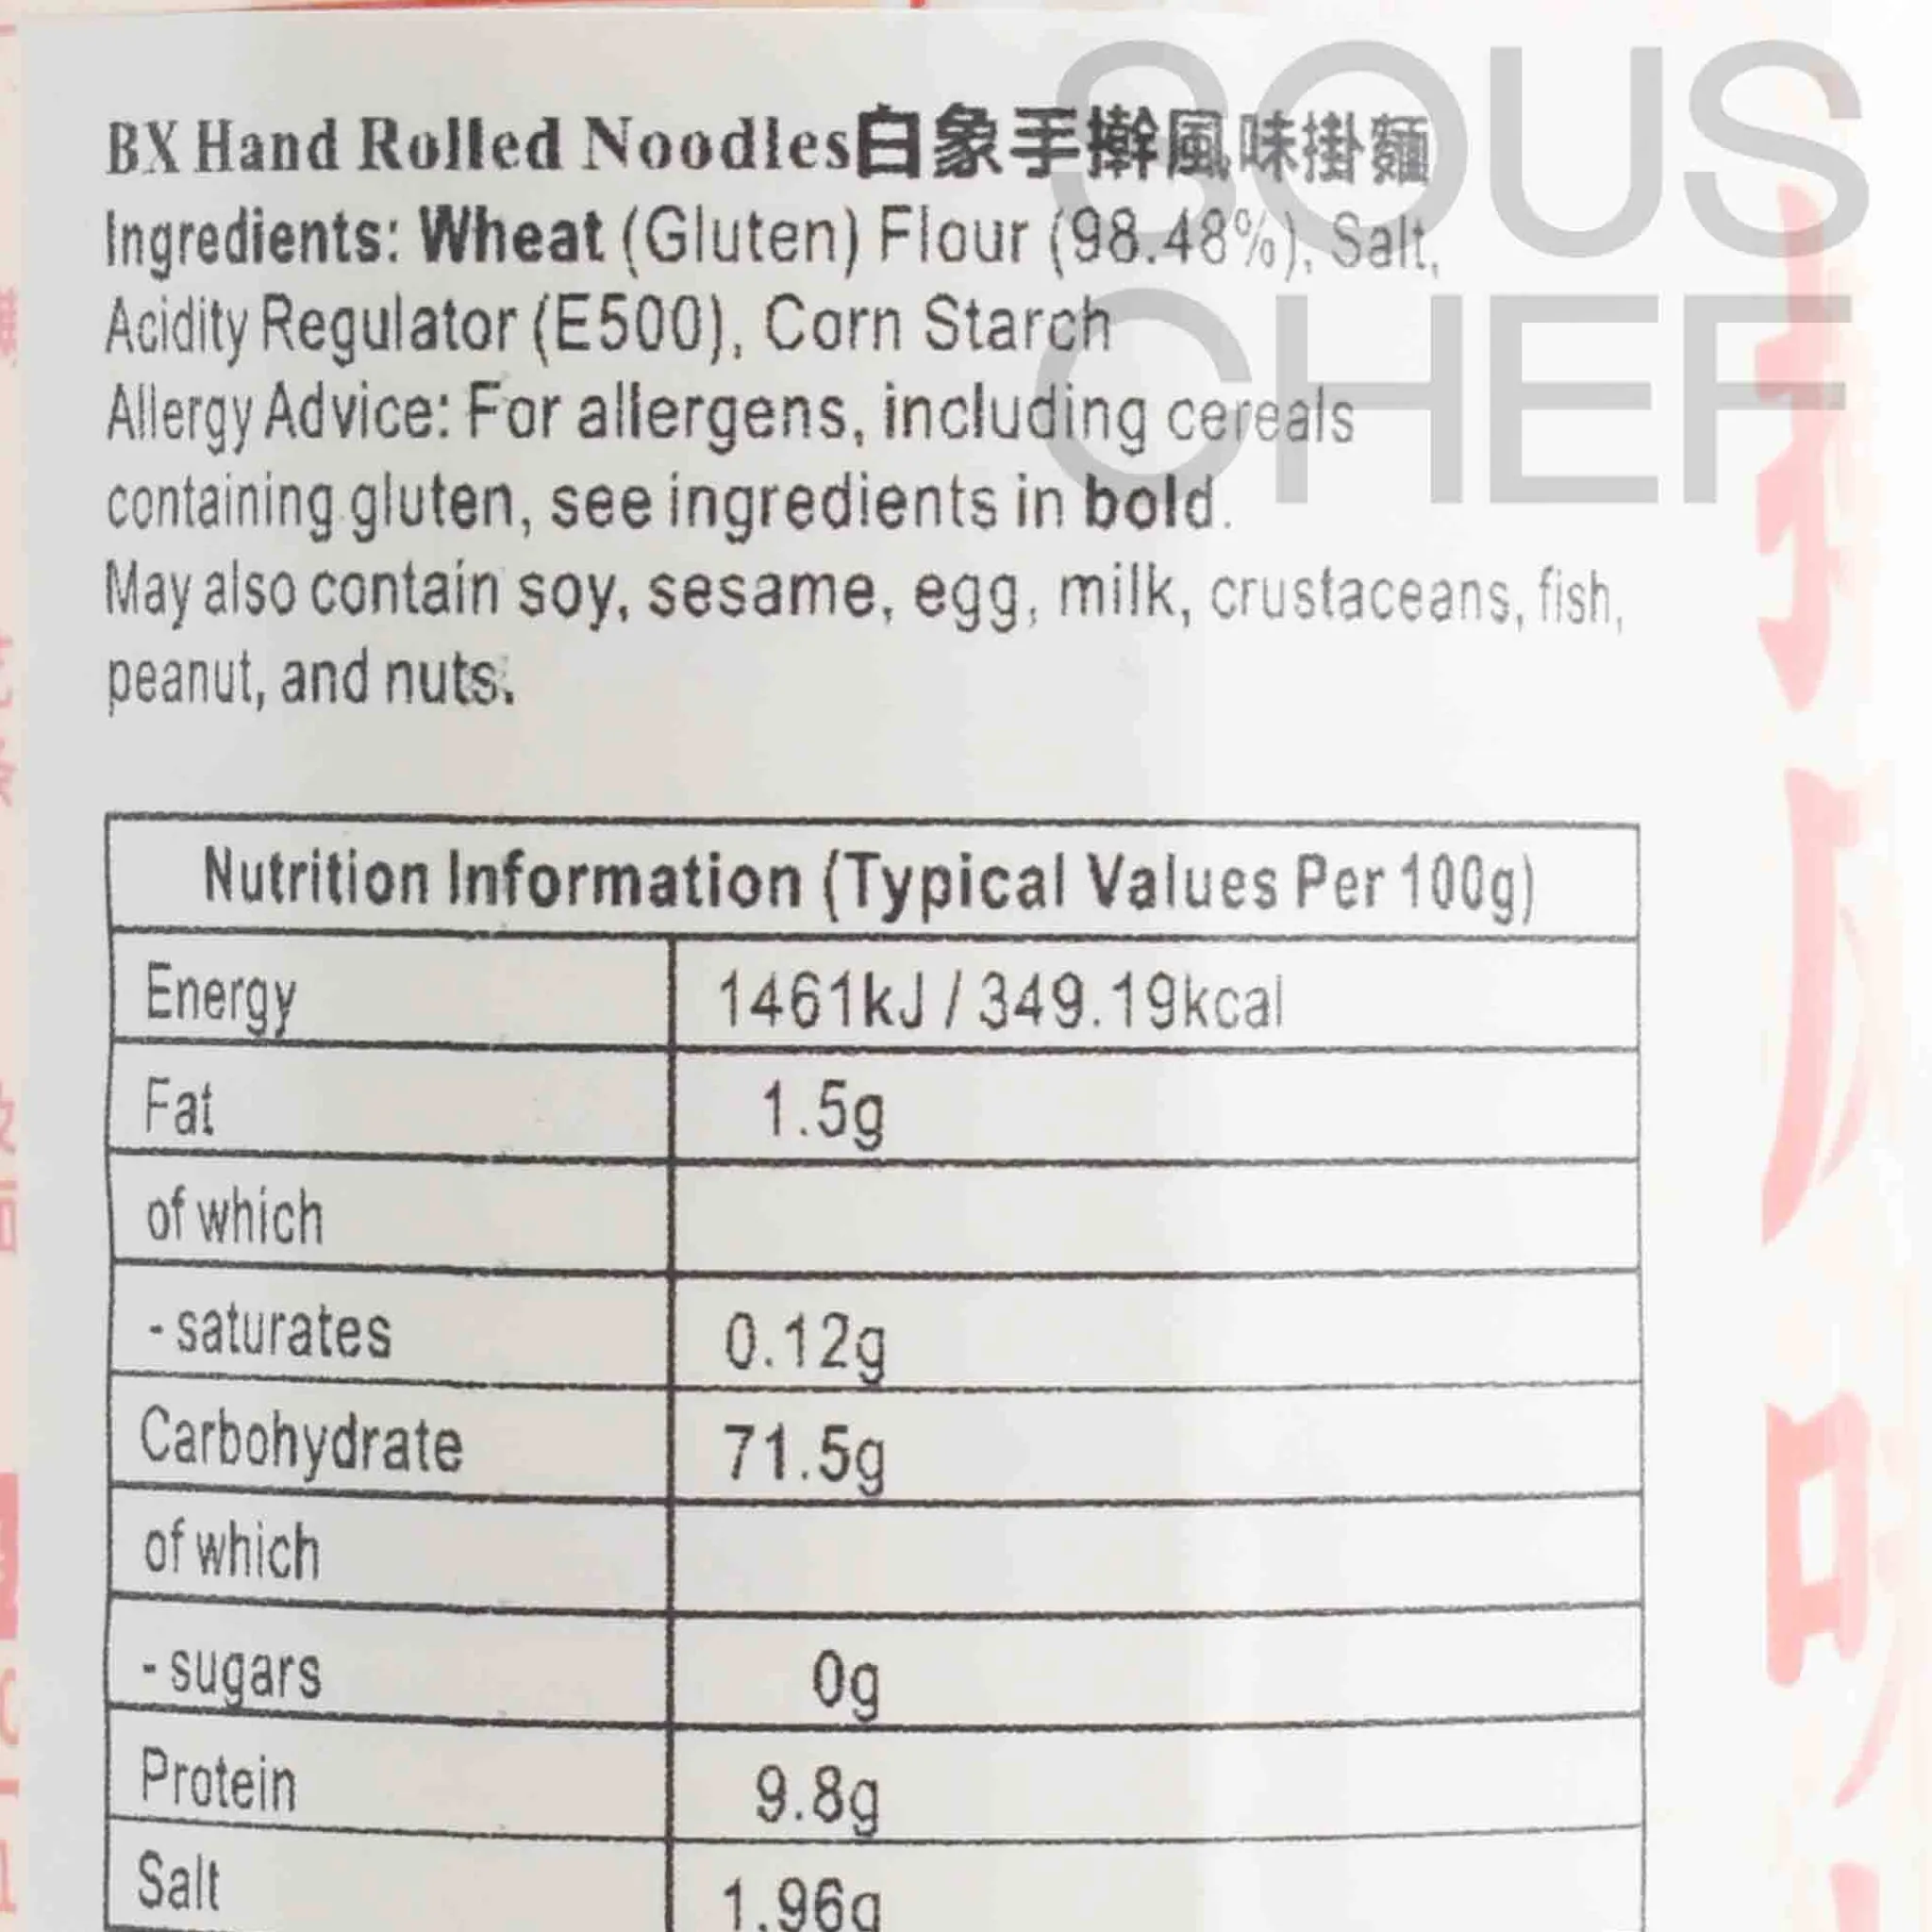 SOUS
CHEF
BX Hand Rolled Noodles白象手擀風味掛麵
Ingredients: Wheat (Gluten) Flour (98.48%), Salt,
Acidity Regulator (E500), Corn Starch
Allergy Advice: For allergens, including cereals
containing gluten, see ingredients in bold.
May also contain soy, sesame, egg, milk, crustaceans, fish,
peanut, and nuts.
Nutrition Information (Typical Values Per 100g)
Energy 1461kJ / 349.19kcal
Fat 1.5g
of which
- saturates 0.12g
Carbohydrate 71.5g
of which
- sugars 0g
Protein 9.8g
Salt 1.96g